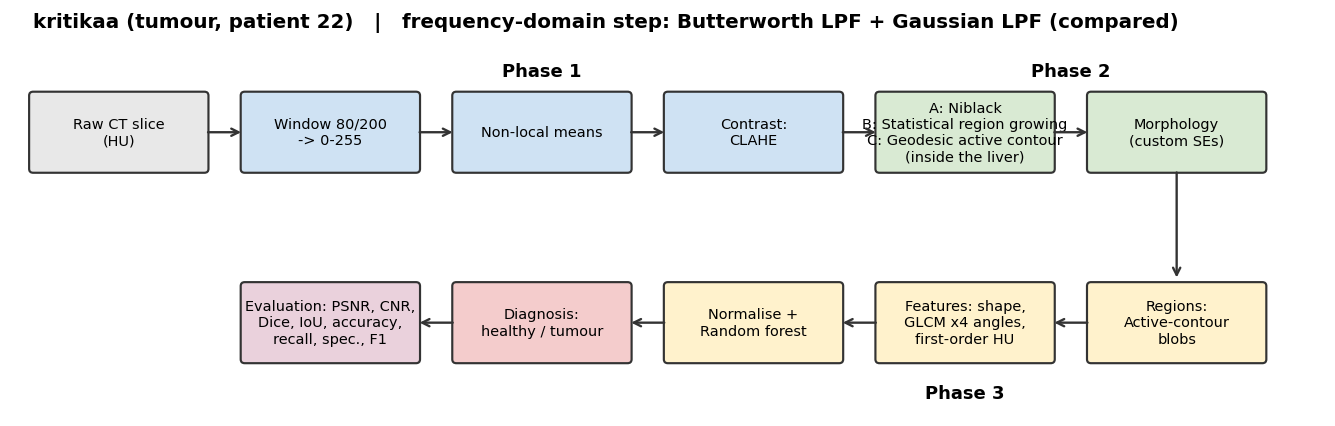 kritikaa (tumour, patient 22)   |   frequency-domain step: Butterworth LPF + Gaussian LPF (compared)
Phase 1
Phase 2
Raw CT slice
(HU)
Window 80/200
-> 0-255
Non-local means
Contrast:
CLAHE
A: Niblack
B: Statistical region growing
C: Geodesic active contour
(inside the liver)
Morphology
(custom SEs)
Evaluation: PSNR, CNR,
Dice, IoU, accuracy,
recall, spec., F1
Diagnosis:
healthy / tumour
Normalise +
Random forest
Features: shape,
GLCM x4 angles,
first-order HU
Regions:
Active-contour
blobs
Phase 3